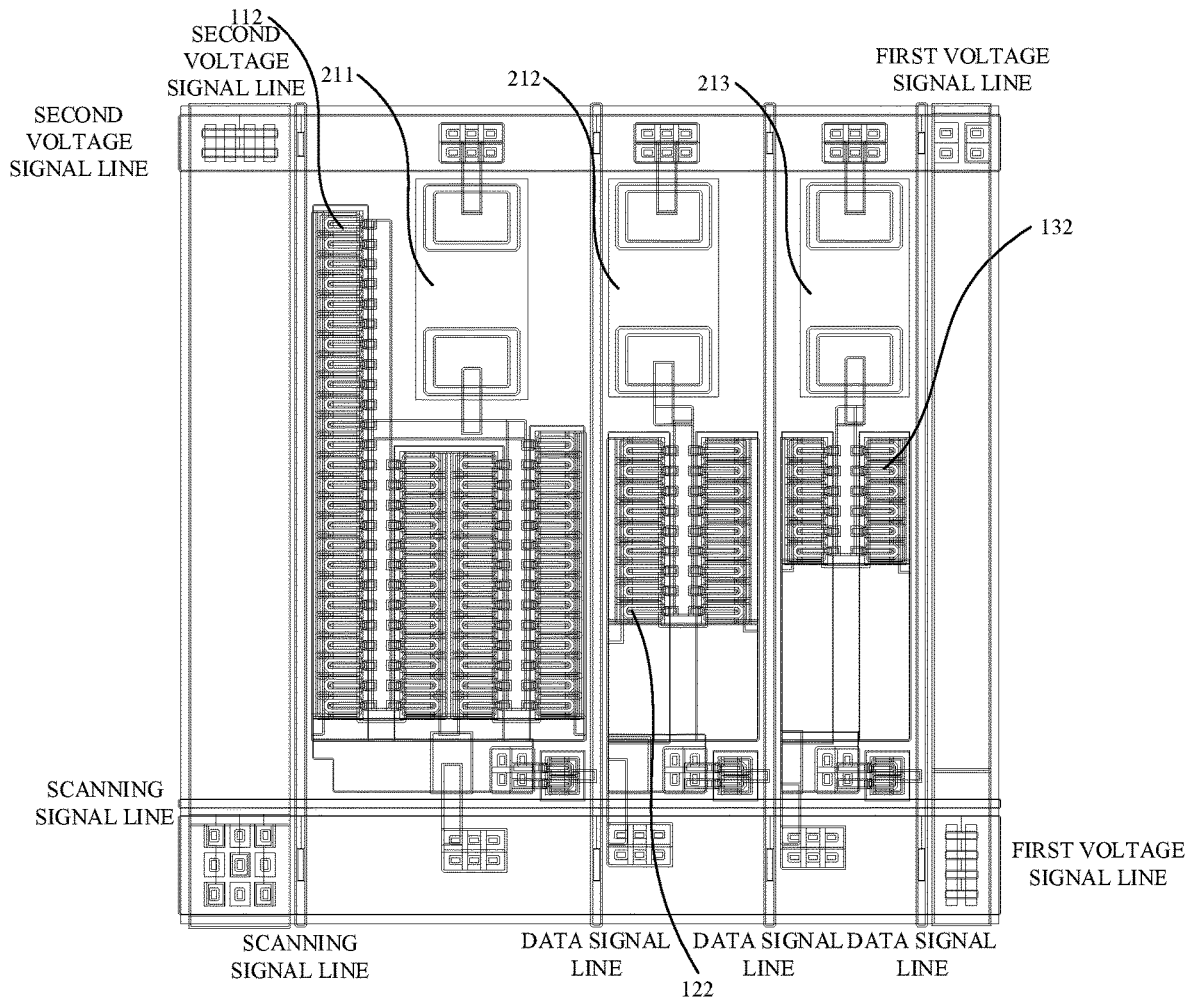 112
SECOND
VOLTAGE
SIGNAL LINE
211
212
213
FIRST VOLTAGE
SIGNAL LINE
SECOND
VOLTAGE
SIGNAL LINE
132
SCANNING
SIGNAL LINE
FIRST VOLTAGE
SIGNAL LINE
SCANNING
SIGNAL LINE
DATA SIGNAL
LINE
DATA SIGNAL
LINE
DATA SIGNAL
LINE
122